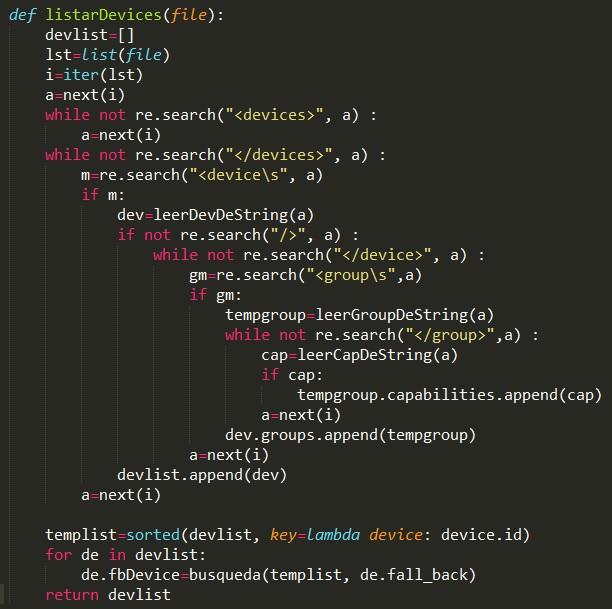 def listarDevices(file):
    devlist=[]
    lst=list(file)
    i=iter(lst)
    a=next(i)
    while not re.search("<devices>", a) :
        a=next(i)
    while not re.search("</devices>", a) :
        m=re.search("<device\s", a)
        if m:
            dev=leerDevDeString(a)
            if not re.search("/>", a) :
                while not re.search("</device>", a) :
                    gm=re.search("<group\s",a)
                    if gm:
                        tempgroup=leerGroupDeString(a)
                        while not re.search("</group>",a) :
                            cap=leerCapDeString(a)
                            if cap:
                                tempgroup.capabilities.append(cap)
                            a=next(i)
                        dev.groups.append(tempgroup)
                    a=next(i)
            devlist.append(dev)
        a=next(i)

    templist=sorted(devlist, key=lambda device: device.id)
    for de in devlist:
        de.fbDevice=busqueda(templist, de.fall_back)
    return devlist